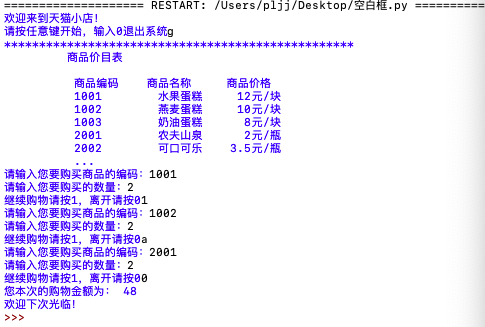 ==================== RESTART: /Users/pljj/Desktop/空白框.py ==========
欢迎来到天猫小店！
请按任意键开始，输入0退出系统g
**************************************************
商品价目表
商品编码 商品名称 商品价格
1001 水果蛋糕 12元/块
1002 燕麦蛋糕 10元/块
1003 奶油蛋糕 8元/块
2001 农夫山泉 2元/瓶
2002 可口可乐 3.5元/瓶
...
请输入您要购买商品的编码：1001
请输入您要购买的数量：2
继续购物请按1，离开请按01
请输入您要购买商品的编码：1002
请输入您要购买的数量：2
继续购物请按1，离开请按0a
请输入您要购买商品的编码：2001
请输入您要购买的数量：2
继续购物请按1，离开请按00
您本次的购物金额为： 48
欢迎下次光临！
>>>